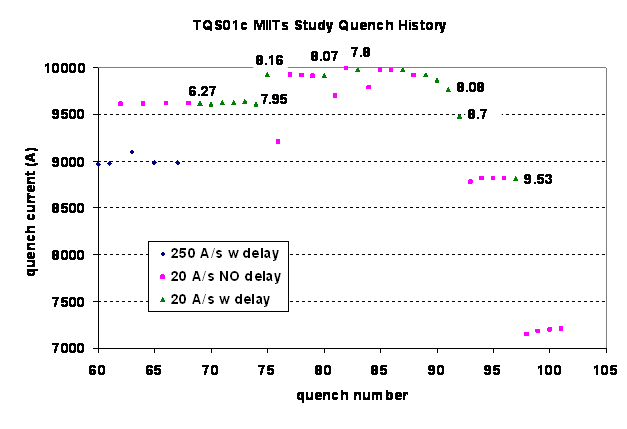 TQS01c MIITs Study Quench History
quench current (A)
10000
9500
9000
8500
8000
7500
7000
6.27
8.16
7.95
8.07
7.8
8.08
8.7
9.53
250 A/s w delay
20 A/s NO delay
20 A/s w delay
60 65 70 75 80 85 90 95 100 105
quench number